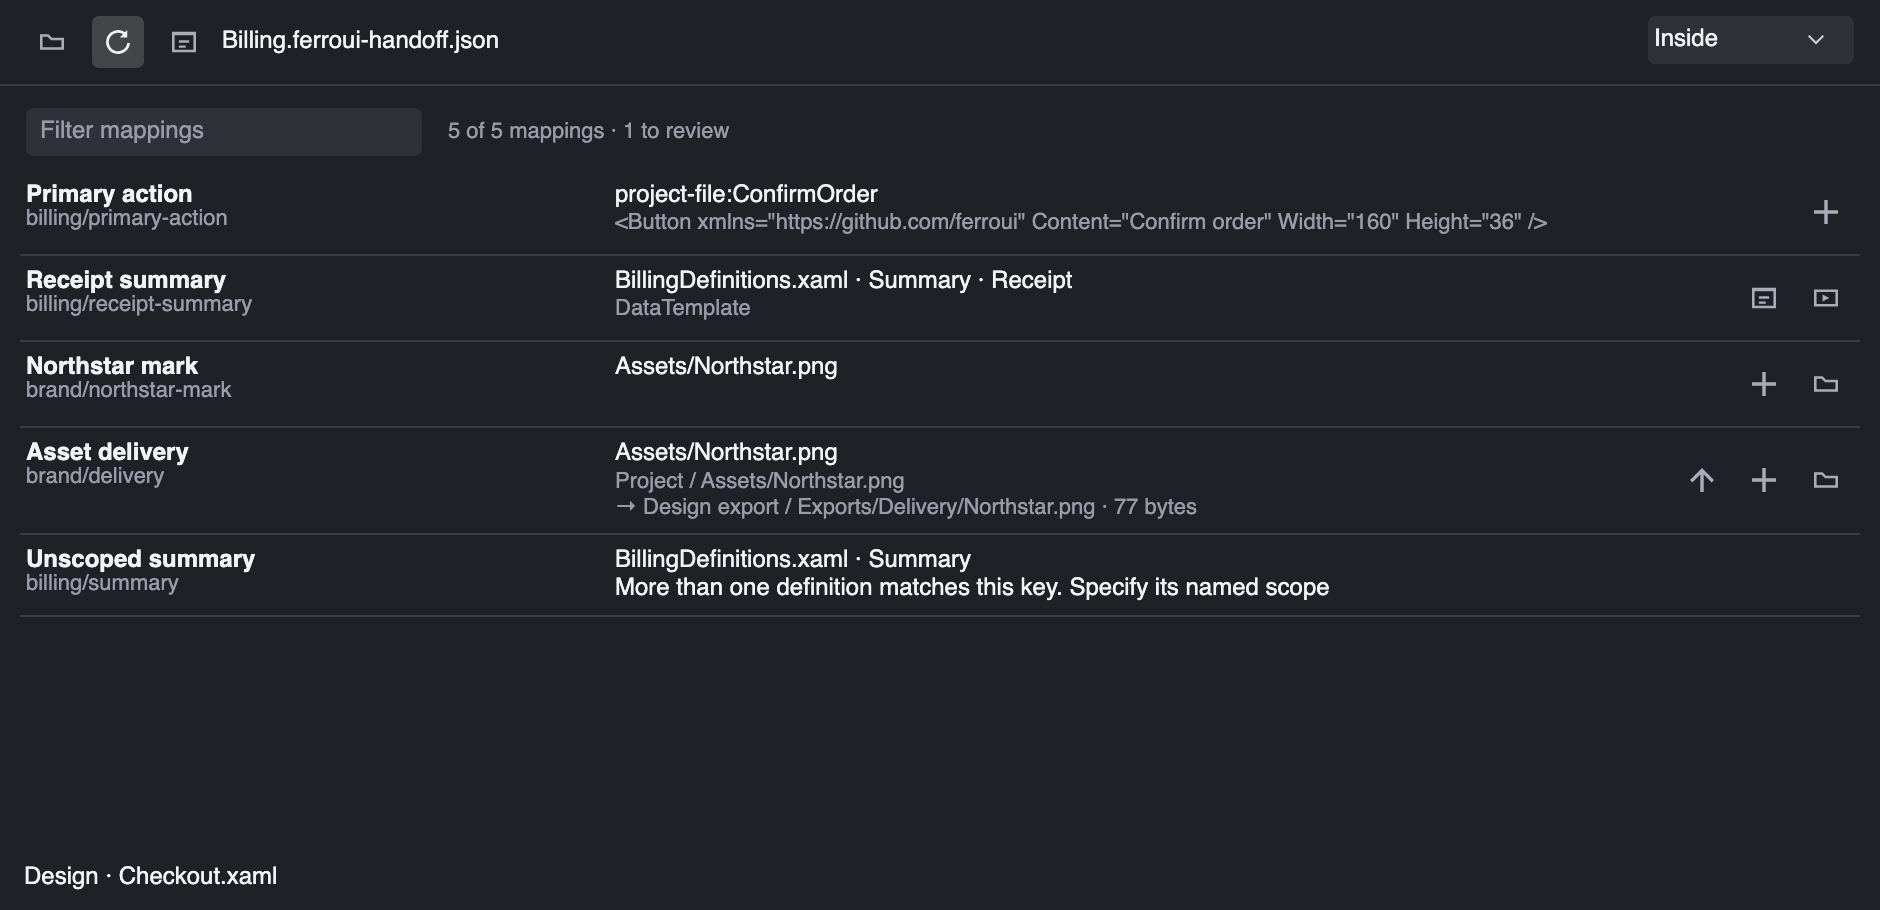 Billing.ferroui-handoff.json
Inside
Filter mappings
5 of 5 mappings · 1 to review
Primary action
billing/primary-action
project-file:ConfirmOrder
<Button xmlns="https://github.com/ferroui" Content="Confirm order" Width="160" Height="36" />
Receipt summary
billing/receipt-summary
BillingDefinitions.xaml · Summary · Receipt
DataTemplate
Northstar mark
brand/northstar-mark
Assets/Northstar.png
Asset delivery
brand/delivery
Assets/Northstar.png
Project / Assets/Northstar.png
→ Design export / Exports/Delivery/Northstar.png · 77 bytes
Unscoped summary
billing/summary
BillingDefinitions.xaml · Summary
More than one definition matches this key. Specify its named scope
Design · Checkout.xaml